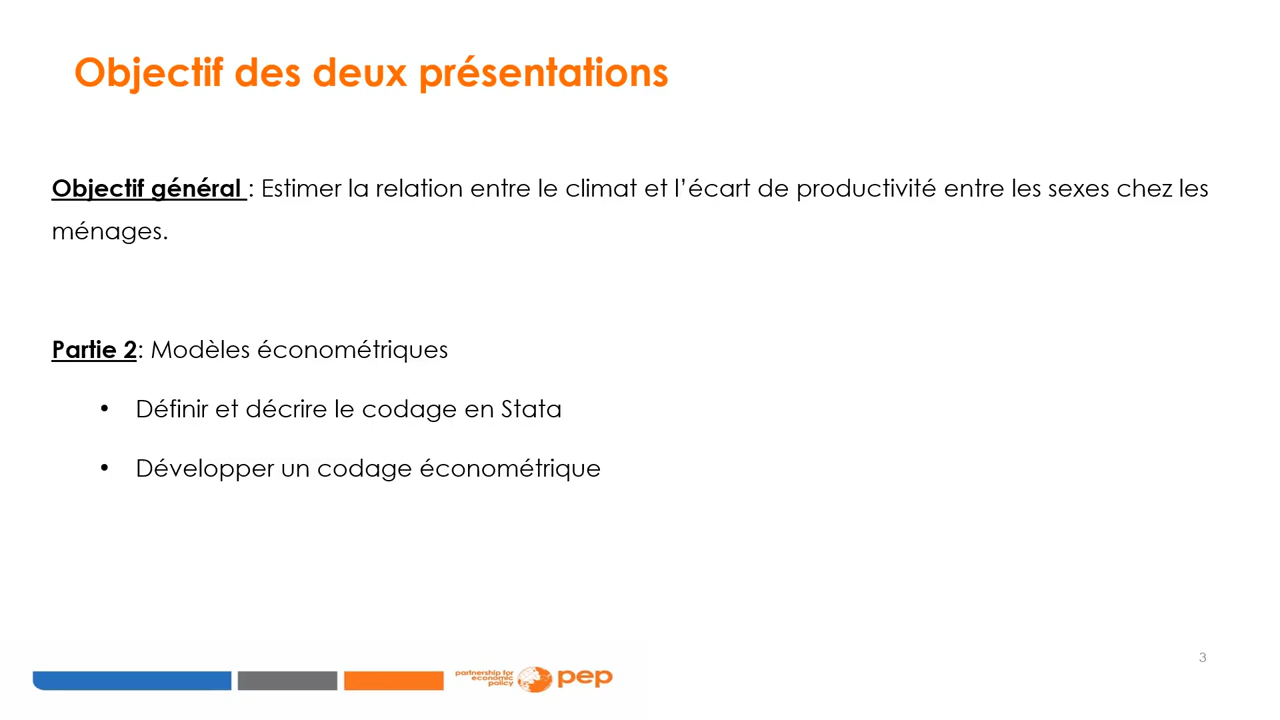 Objectif des deux présentations
Objectif général : Estimer la relation entre le climat et l’écart de productivité entre les sexes chez les
ménages.
Partie 2: Modèles économétriques
• Définir et décrire le codage en Stata
• Développer un codage économétrique
3
partnership for
economic
policy
pep